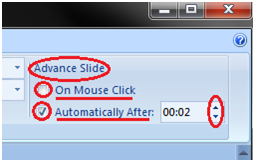 Advance Slide
On Mouse Click
Automatically After: 00:02